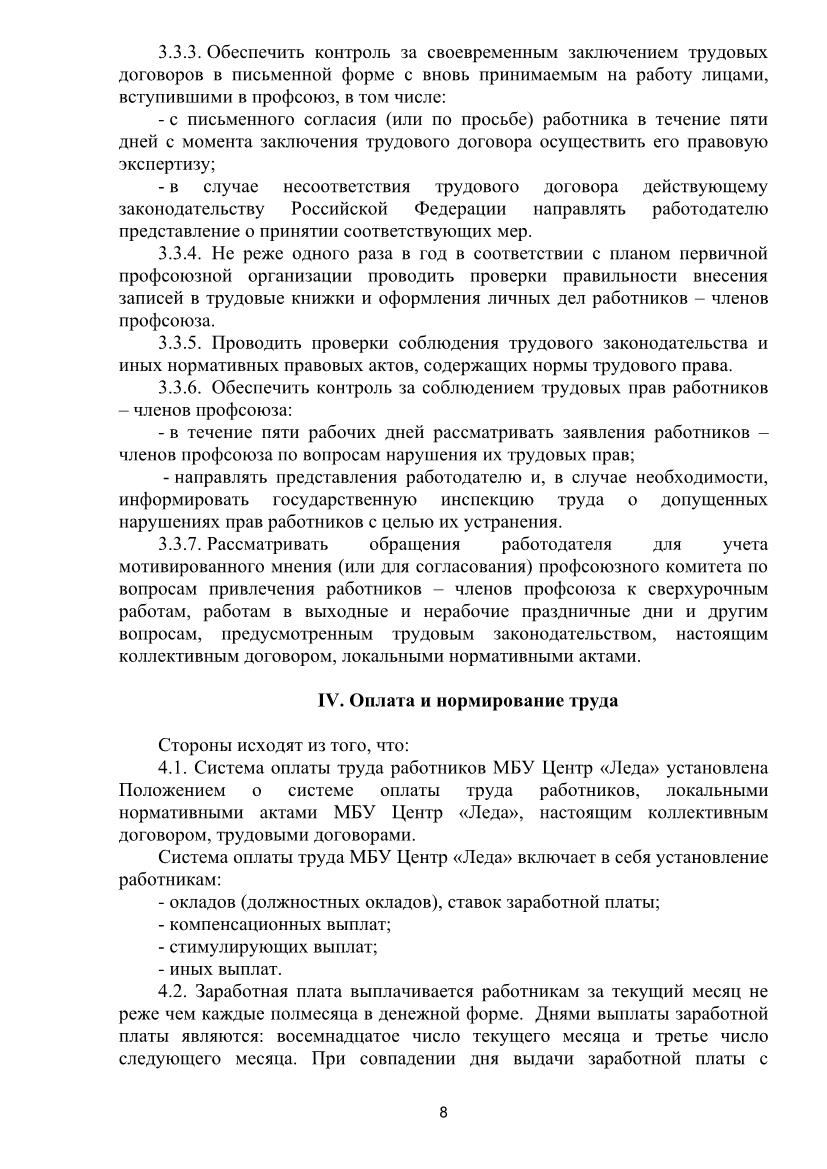 3.3.3. Обеспечить контроль за своевременным заключением трудовых
договоров в письменной форме с вновь принимаемым на работу лицами,
вступившими в профсоюз, в том числе:
- с письменного согласия (или по просьбе) работника в течение пяти
дней с момента заключения трудового договора осуществить его правовую
экспертизу;
- в случае несоответствия трудового договора действующему
законодательству Российской Федерации направлять работодателю
представление о принятии соответствующих мер.
3.3.4. Не реже одного раза в год в соответствии с планом первичной
профсоюзной организации проводить проверки правильности внесения
записей в трудовые книжки и оформления личных дел работников – членов
профсоюза.
3.3.5. Проводить проверки соблюдения трудового законодательства и
иных нормативных правовых актов, содержащих нормы трудового права.
3.3.6. Обеспечить контроль за соблюдением трудовых прав работников
– членов профсоюза:
- в течение пяти рабочих дней рассматривать заявления работников –
членов профсоюза по вопросам нарушения их трудовых прав;
- направлять представления работодателю и, в случае необходимости,
информировать государственную инспекцию труда о допущенных
нарушениях прав работников с целью их устранения.
3.3.7. Рассматривать обращения работодателя для учета
мотивированного мнения (или для согласования) профсоюзного комитета по
вопросам привлечения работников – членов профсоюза к сверхурочным
работам, работам в выходные и нерабочие праздничные дни и другим
вопросам, предусмотренным трудовым законодательством, настоящим
коллективным договором, локальными нормативными актами.
IV. Оплата и нормирование труда
Стороны исходят из того, что:
4.1. Система оплаты труда работников МБУ Центр «Леда» установлена
Положением о системе оплаты труда работников, локальными
нормативными актами МБУ Центр «Леда», настоящим коллективным
договором, трудовыми договорами.
Система оплаты труда МБУ Центр «Леда» включает в себя установление
работникам:
- окладов (должностных окладов), ставок заработной платы;
- компенсационных выплат;
- стимулирующих выплат;
- иных выплат.
4.2. Заработная плата выплачивается работникам за текущий месяц не
реже чем каждые полмесяца в денежной форме. Днями выплаты заработной
платы являются: восемнадцатое число текущего месяца и третье число
следующего месяца. При совпадении дня выдачи заработной платы с
8